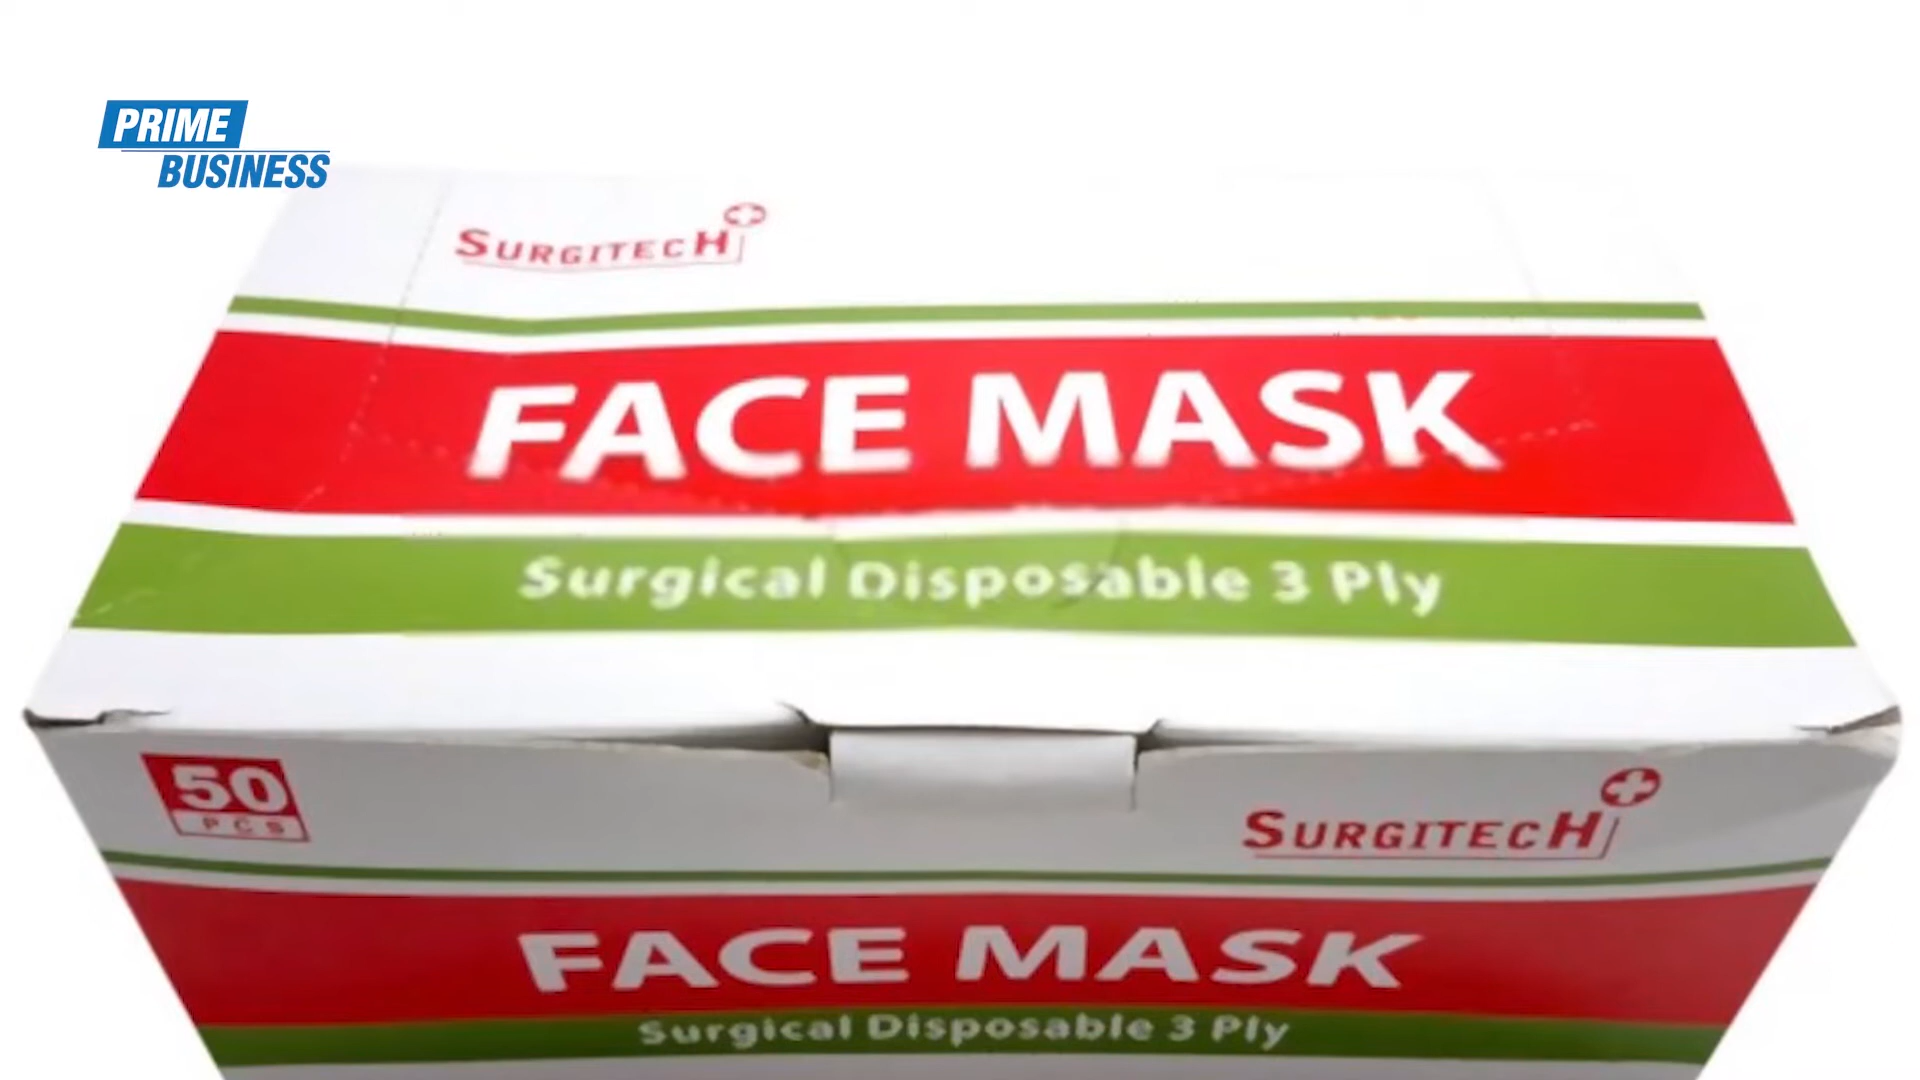 PRIME
BUSINESS
SURGITECH
FACE MASK
Surgical Disposable 3 Ply
50
PCS
SURGITECH
FACE MASK
Surgical Disposable 3 Ply